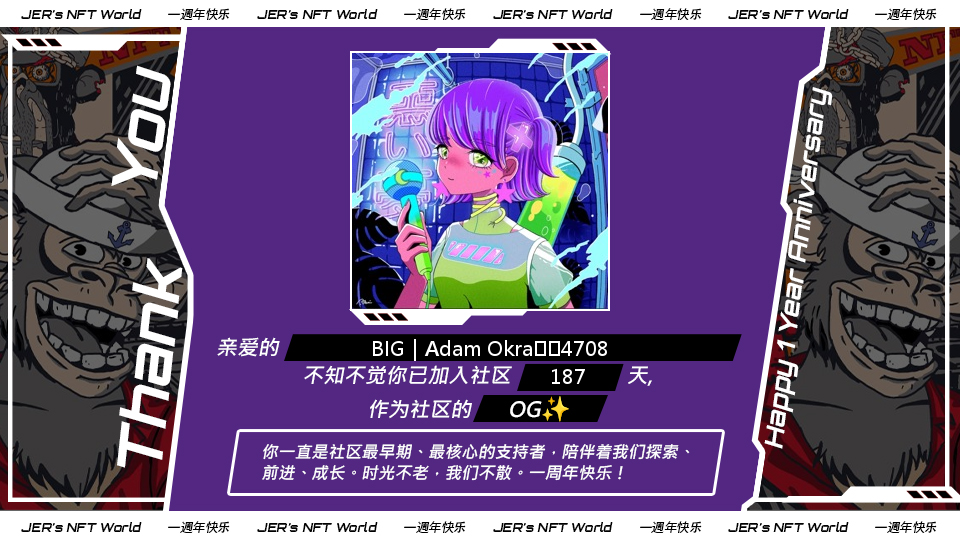 JER's NFT World 一週年快乐 JER's NFT World 一週年快乐 JER's NFT World 一週年快乐 JER's NFT World 一週年快乐
Thank You
亲爱的 BIG | Adam Okra□□4708
不知不觉你已加入社区 187 天,
作为社区的 OG✨
你一直是社区最早期、最核心的支持者，陪伴着我们探索、
前进、成长。时光不老，我们不散。一周年快乐！
Happy 1 Year Anniversary
JER's NFT World 一週年快乐 JER's NFT World 一週年快乐 JER's NFT World 一週年快乐 JER's NFT World 一週年快乐